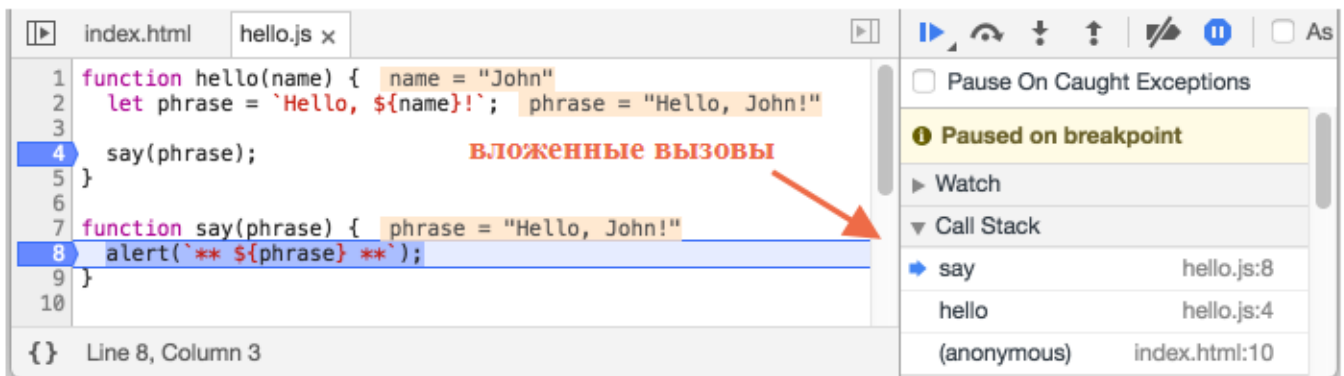 index.html hello.js ×
1 function hello(name) { name = "John"
2 let phrase = `Hello, ${name}!`; phrase = "Hello, John!"
3
4 say(phrase);
5 }
6
7 function say(phrase) { phrase = "Hello, John!"
8 alert(`** ${phrase} **`);
9 }
10
{} Line 8, Column 3
вложенные вызовы
As
Pause On Caught Exceptions
Paused on breakpoint
Watch
Call Stack
say hello.js:8
hello hello.js:4
(anonymous) index.html:10